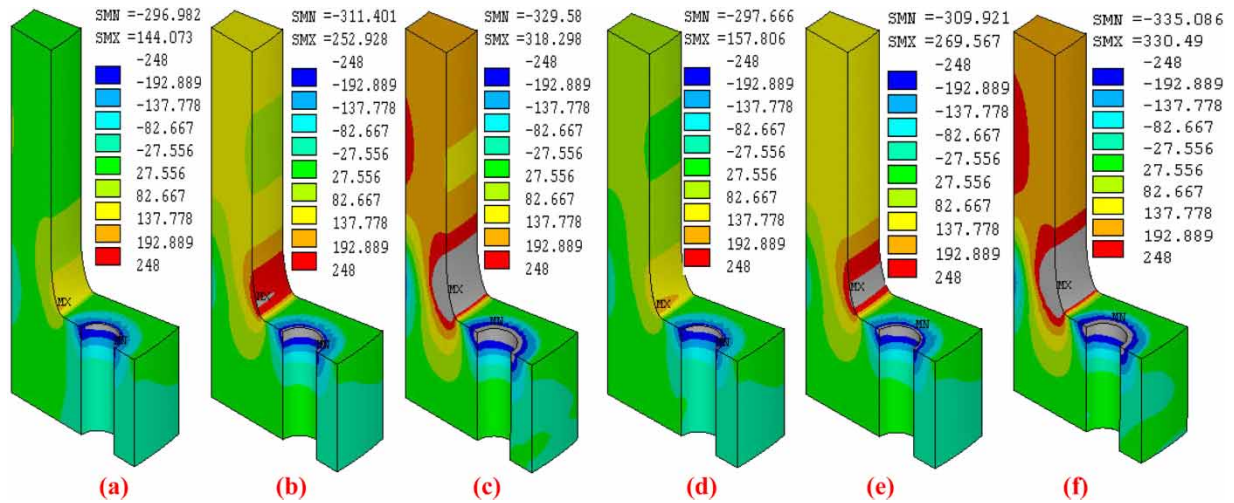 SMN =-296.982
SMX =144.073
-248
-192.889
-137.778
-82.667
-27.556
27.556
82.667
137.778
192.889
248
MX
MN
(a)
SMN =-311.401
SMX =252.928
-248
-192.889
-137.778
-82.667
-27.556
27.556
82.667
137.778
192.889
248
MX
MN
(b)
SMN =-329.58
SMX =318.298
-248
-192.889
-137.778
-82.667
-27.556
27.556
82.667
137.778
192.889
248
MX
MN
(c)
SMN =-297.666
SMX =157.806
-248
-192.889
-137.778
-82.667
-27.556
27.556
82.667
137.778
192.889
248
MX
MN
(d)
SMN =-309.921
SMX =269.567
-248
-192.889
-137.778
-82.667
-27.556
27.556
82.667
137.778
192.889
248
MX
MN
(e)
SMN =-335.086
SMX =330.49
-248
-192.889
-137.778
-82.667
-27.556
27.556
82.667
137.778
192.889
248
MX
MN
(f)